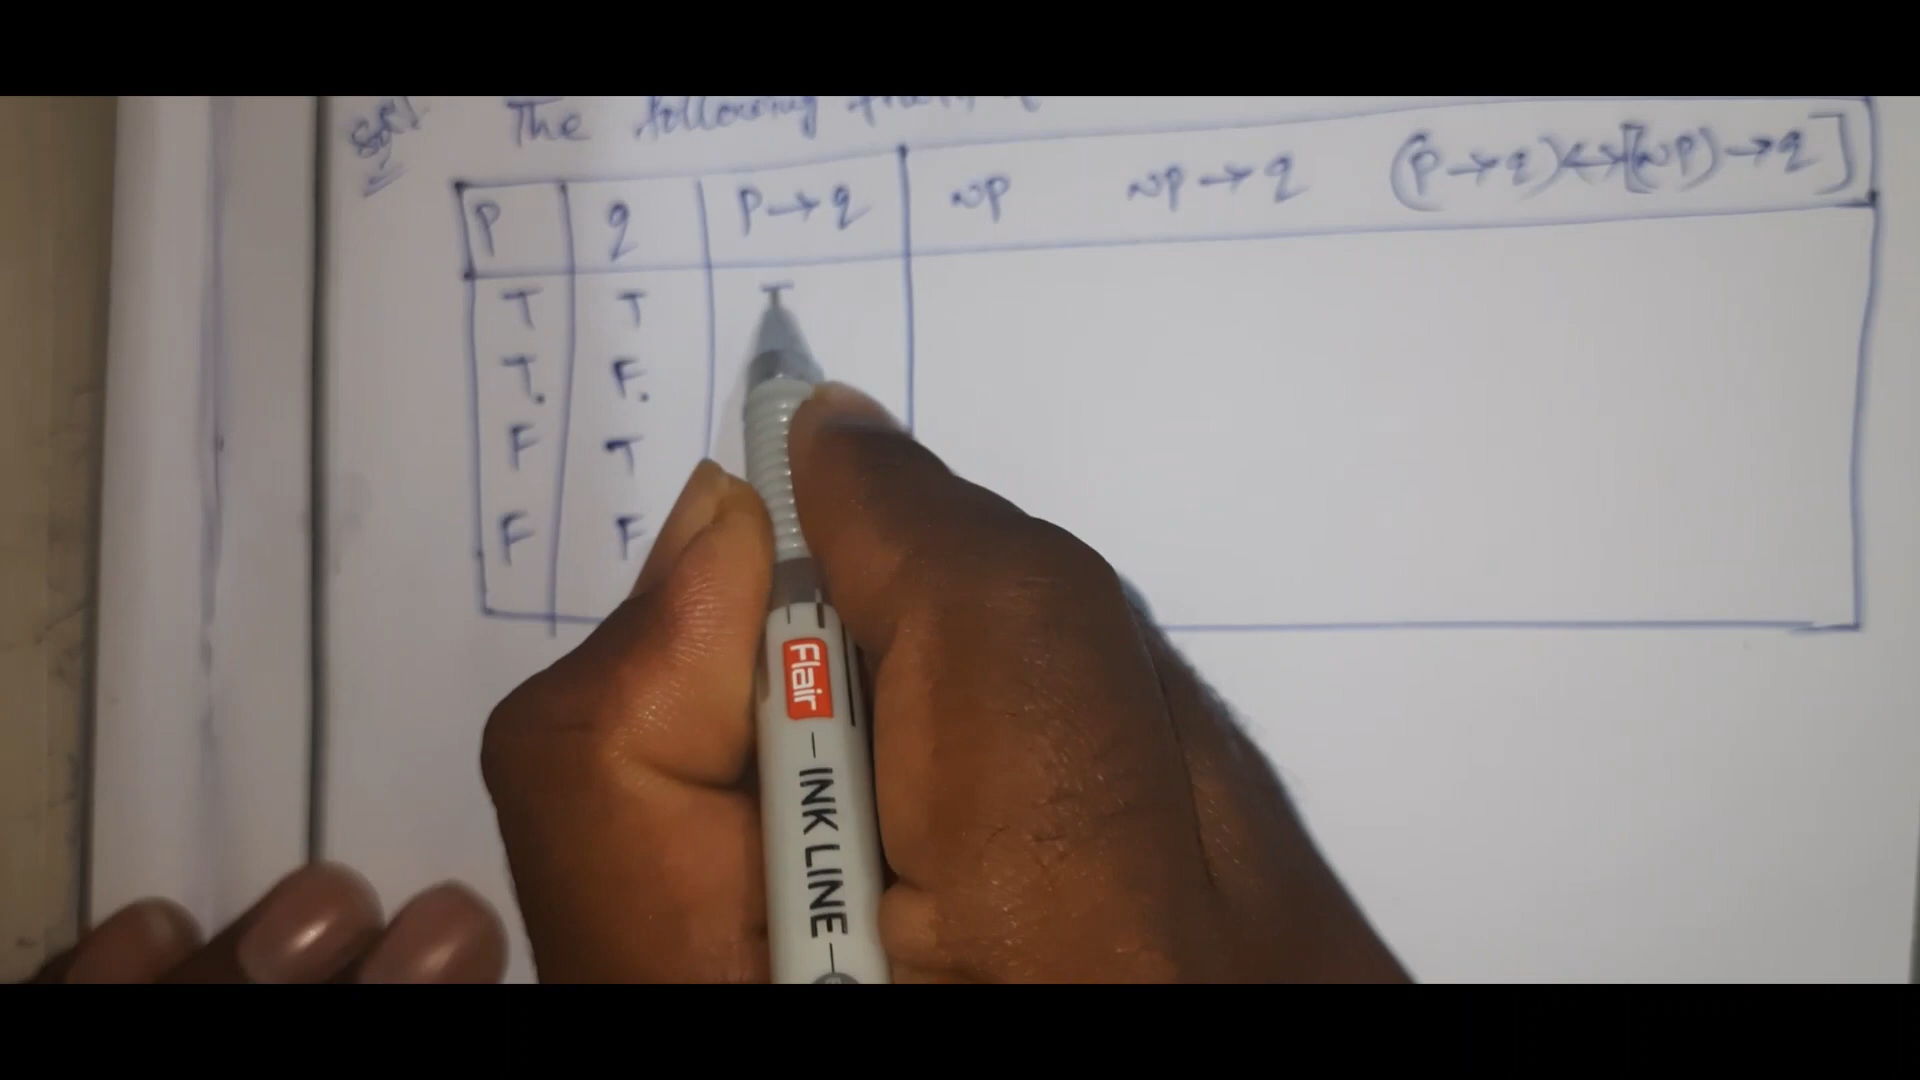 Sol:
The following
p q p→q ~p ~p→q (p→q)↔[(~p)→q]
T T T
T. F.
F T
F F
Flair
-INK LINE-